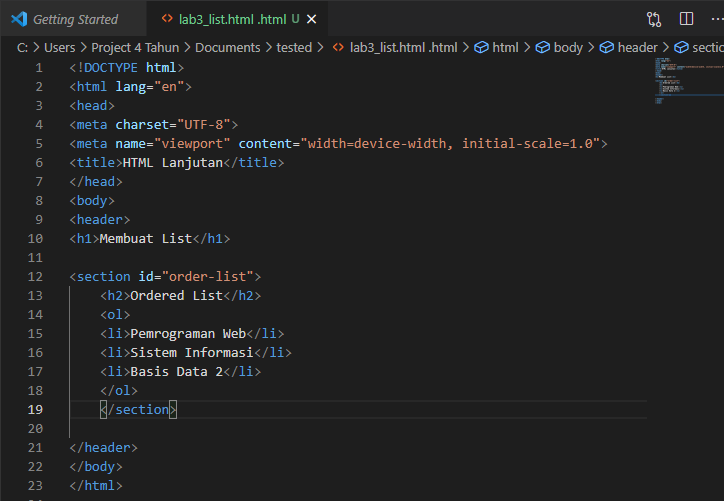 Getting Started
lab3_list.html .html U
C: > Users > Project 4 Tahun > Documents > tested > lab3_list.html .html > html > body > header > sectio
1 <!DOCTYPE html>
2 <html lang="en">
3 <head>
4 <meta charset="UTF-8">
5 <meta name="viewport" content="width=device-width, initial-scale=1.0">
6 <title>HTML Lanjutan</title>
7 </head>
8 <body>
9 <header>
10 <h1>Membuat List</h1>
11
12 <section id="order-list">
13 <h2>Ordered List</h2>
14 <ol>
15 <li>Pemrograman Web</li>
16 <li>Sistem Informasi</li>
17 <li>Basis Data 2</li>
18 </ol>
19 </section>
20
21 </header>
22 </body>
23 </html>